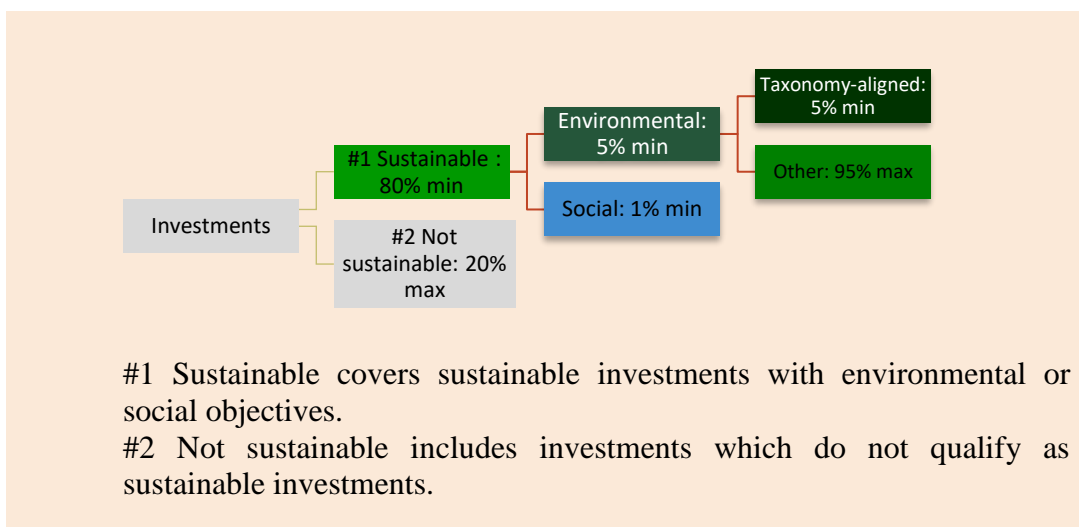 Taxonomy-aligned:
5% min
Environmental:
5% min
#1 Sustainable :
80% min
Other: 95% max
Social: 1% min
Investments
#2 Not
sustainable: 20%
max
#1 Sustainable covers sustainable investments with environmental or
social objectives.
#2 Not sustainable includes investments which do not qualify as
sustainable investments.